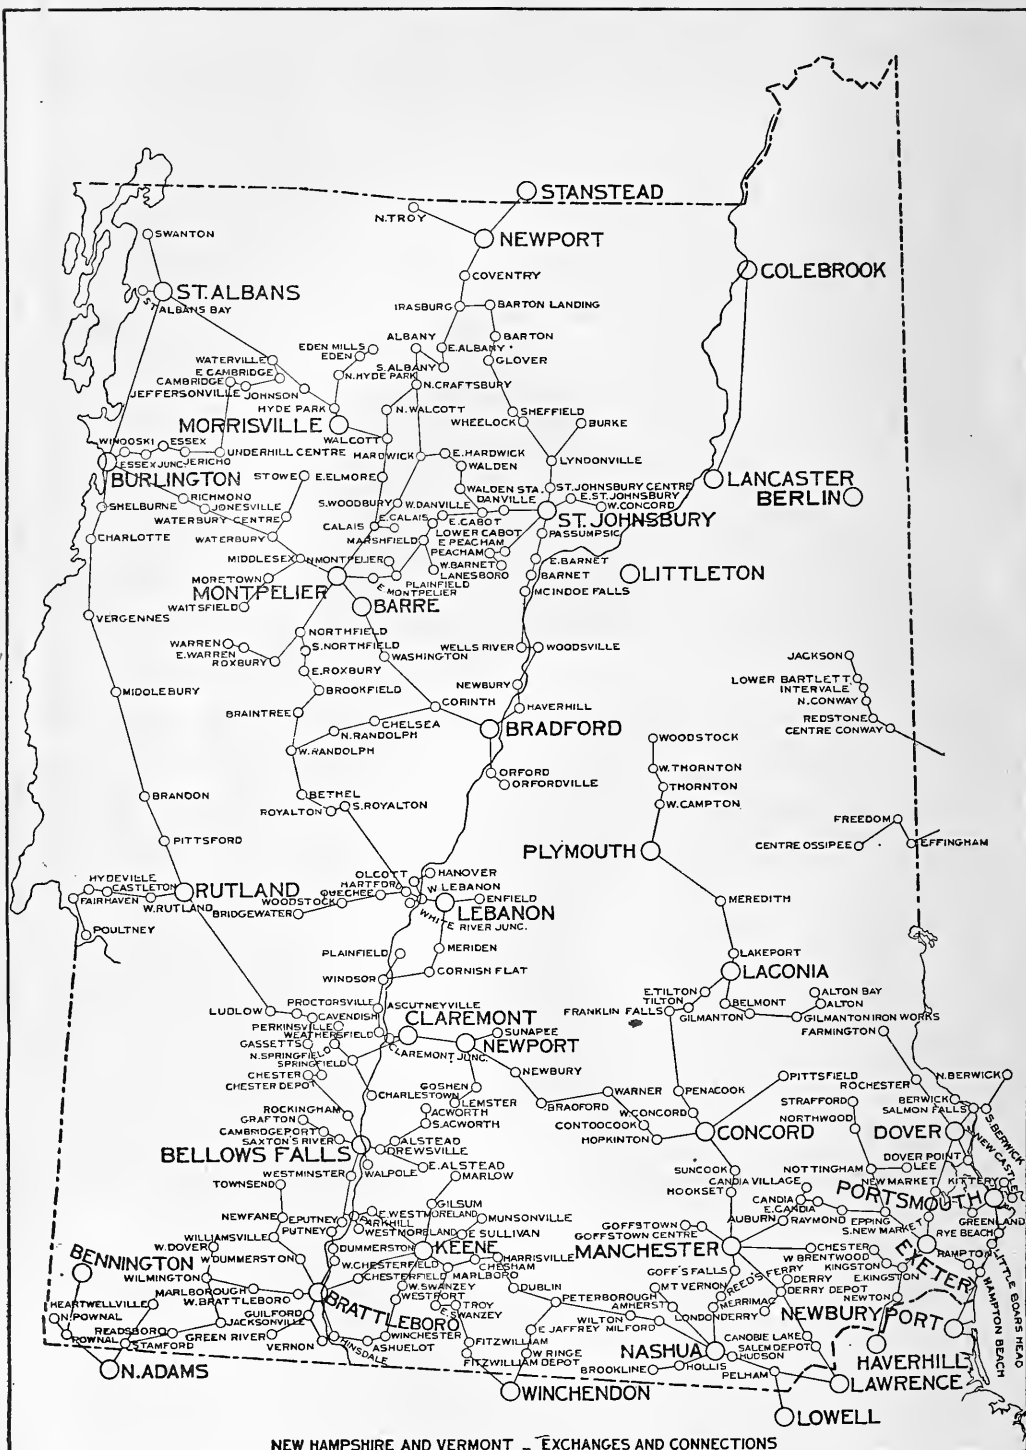 STANSTEAD
N.TROY
NEWPORT
SWANTON
COVENTRY
COLEBROOK
ST.ALBANS
ST. ALBANS BAY
IRASBURG
BARTON LANDING
ALBANY
BARTON
EDEN MILLS
EDEN
E.ALBANY
WATERVILLE
S.ALBANY
GLOVER
E CAMBRIDGE
N.HYDE PARK
CAMBRIDGE
N.CRAFTSBURY
JEFFERSONVILLE
JOHNSON
HYDE PARK
N.WALCOTT
SHEFFIELD
MORRISVILLE
WHEELOCK
BURKE
WALCOTT
WINOOSKI
ESSEX
UNDERHILL CENTRE
HARDWICK
E.HARDWICK
ESSEX JUNC.
JERICHO
WALDEN
LYNDONVILLE
BURLINGTON
STOWE
E.ELMORE
LANCASTER
WALDEN STA.
ST.JOHNSBURY CENTRE
RICHMOND
E.ST.JOHNSBURY
BERLIN
SHELBURNE
JONESVILLE
S.WOODBURY
W.DANVILLE
DANVILLE
W.CONCORD
WATERBURY CENTRE
E.CALAIS
E.CABOT
ST.JOHNSBURY
CALAIS
LOWER CABOT
PASSUMPSIC
CHARLOTTE
WATERBURY
MARSHFIELD
E PEACHAM
PEACHAM
MIDDLESEX
N MONTPELIER
W.BARNET
E.BARNET
MORETOWN
LANESBORO
BARNET
LITTLETON
MONTPELIER
PLAINFIELD
E MONTPELIER
WAITSFIELD
BARRE
MCINDOE FALLS
VERGENNES
NORTHFIELD
WARREN
S.NORTHFIELD
WELLS RIVER
WOODSVILLE
E.WARREN
WASHINGTON
JACKSON
ROXBURY
E.ROXBURY
LOWER BARTLETT
MIDDLEBURY
BROOKFIELD
NEWBURY
INTERVALE
N.CONWAY
BRAINTREE
CORINTH
HAVERHILL
REDSTONE
CHELSEA
BRADFORD
CENTRE CONWAY
N.RANDOLPH
WOODSTOCK
W.RANDOLPH
W.THORNTON
ORFORD
ORFORDVILLE
THORNTON
BRANDON
BETHEL
W.CAMPTON
ROYALTON
S.ROYALTON
FREEDOM
PITTSFORD
PLYMOUTH
CENTRE OSSIPEE
EFFINGHAM
HYDEVILLE
OLCOTT
HANOVER
CASTLETON
RUTLAND
HARTFORD
W.LEBANON
QUECHEE
ENFIELD
FAIRHAVEN
W.RUTLAND
WOODSTOCK
LEBANON
MEREDITH
BRIDGEWATER
WHITE RIVER JUNC.
POULTNEY
PLAINFIELD
MERIDEN
LAKEPORT
WINDSOR
CORNISH FLAT
LACONIA
E.TILTON
ALTON BAY
PROCTORSVILLE
TILTON
BELMONT
ALTON
LUDLOW
CAVENDISH
ASCUTNEYVILLE
FRANKLIN FALLS
GILMANTON
GILMANTON IRON WORKS
PERKINSVILLE
CLAREMONT
WEATHERSFIELD
SUNAPEE
FARMINGTON
GASSETTS
NEWPORT
N.SPRINGFIELD
CLAREMONT JUNC.
SPRINGFIELD
CHESTER
NEWBURY
PITTSFIELD
N.BERWICK
CHESTER DEPOT
GOSHEN
ROCHESTER
CHARLESTOWN
WARNER
PENACOOK
STRAFFORD
BERWICK
LEMSTER
ROCKINGHAM
ACWORTH
BRADFORD
W.CONCORD
SALMON FALLS
GRAFTON
S.ACWORTH
CONTOOCOOK
NORTHWOOD
S.BERWICK
CAMBRIDGEPORT
HOPKINTON
CONCORD
DOVER
SAXTON'S RIVER
ALSTEAD
DREWSVILLE
BELLOWS FALLS
NEW CASTLE
DOVER POINT
WALPOLE
E.ALSTEAD
NOTTINGHAM
LEE
WESTMINSTER
MARLOW
SUNCOOK
CANDIA VILLAGE
NEWMARKET
KITTERY
TOWNSEND
HOOKSET
PORTSMOUTH
CANDIA
GILSUM
E.CANDIA
NEWFANE
E.PUTNEY
E.WESTMORELAND
MUNSONVILLE
GOFFSTOWN
AUBURN
RAYMOND
EPPING
GREENLAND
PARKHILL
S.NEW MARKET
PUTNEY
WESTMORELAND
E SULLIVAN
GOFFSTOWN CENTRE
RYE BEACH
WILLIAMSVILLE
W.DOVER
DUMMERSTON
KEENE
MANCHESTER
CHESTER
EXETER
BENNINGTON
W.DUMMERSTON
HARRISVILLE
W BRENTWOOD
HAMPTON
W.CHESTERFIELD
CHESHAM
KINGSTON
WILMINGTON
CHESTERFIELD
MARLBORO
GOFF'S FALLS
REED'S FERRY
DERRY
E.KINGSTON
LITTLE BOARS HEAD
MARLBOROUGH
W.SWANZEY
DUBLIN
MT VERNON
DERRY DEPOT
W.BRATTLEBORO
WESTPORT
PETERBOROUGH
NEWTON
HEARTWELLVILLE
BRATTLEBORO
TROY
AMHERST
MERRIMAC
NEWBURYPORT
N.POWNAL
GUILFORD
E.SWANZEY
WILTON
LONDONDERRY
HAMPTON BEACH
JACKSONVILLE
READSBORO
WINCHESTER
E JAFFREY
MILFORD
CANOBIE LAKE
POWNAL
GREEN RIVER
FITZWILLIAM
STAMFORD
VERNON
HINSDALE
ASHUELOT
W RINGE
NASHUA
SALEM DEPOT
HUDSON
FITZWILLIAM DEPOT
HOLLIS
HAVERHILL
N.ADAMS
BROOKLINE
PELHAM
WINCHENDON
LAWRENCE
LOWELL
NEW HAMPSHIRE AND VERMONT _ EXCHANGES AND CONNECTIONS